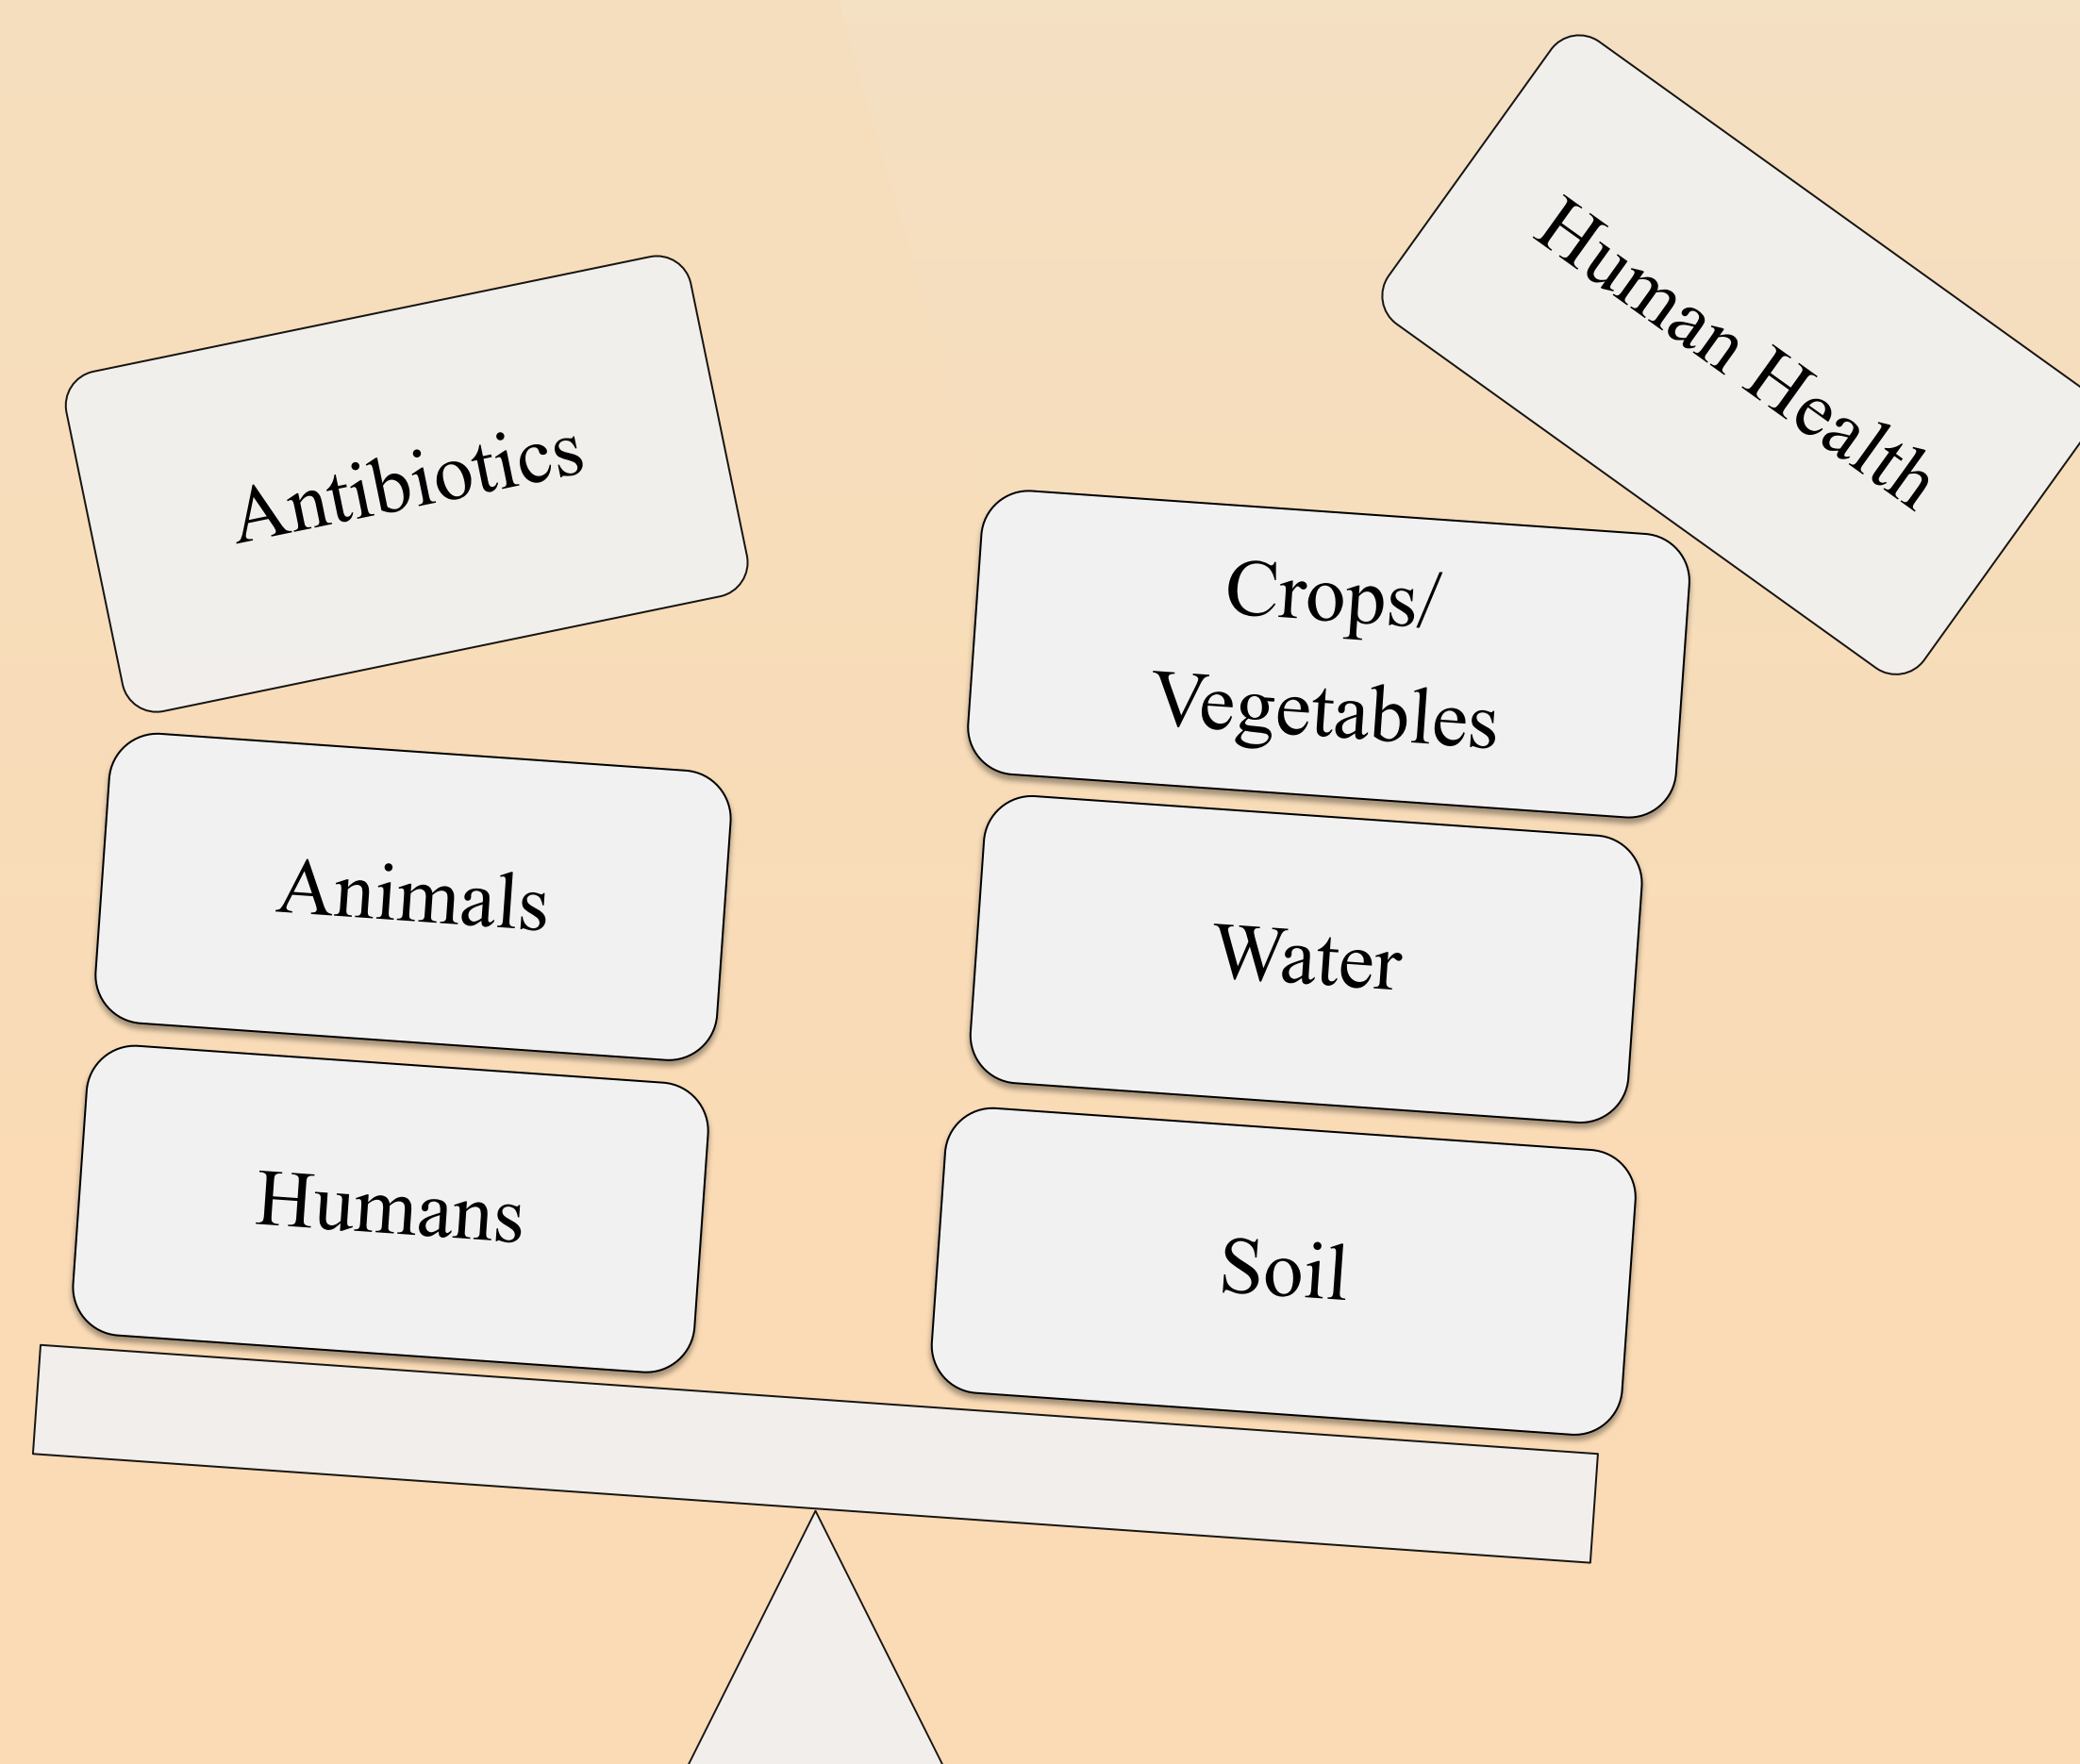 Antibiotics
Animals
Humans
Human Health
Crops/
Vegetables
Water
Soil